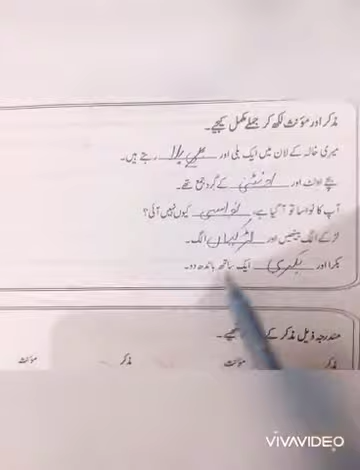 مذکر اور مؤنث لکھ کر جملے مکمل کیجیے۔
میری خالہ کے لان میں ایک بلی اور بلا رہتے ہیں۔
بچے اونٹ اور اونٹنی کے گرد جمع تھے۔
آپ کا نواسا تو آ گیا ہے، نواسی کیوں نہیں آئی؟
لڑکے الگ بیٹھیں اور لڑکیاں الگ۔
بکرا اور بکری ایک ساتھ باندھ دو۔
مندرجہ ذیل مذکر کے
مذکر مؤنث مذکر مؤنث
VIVAVIDEO